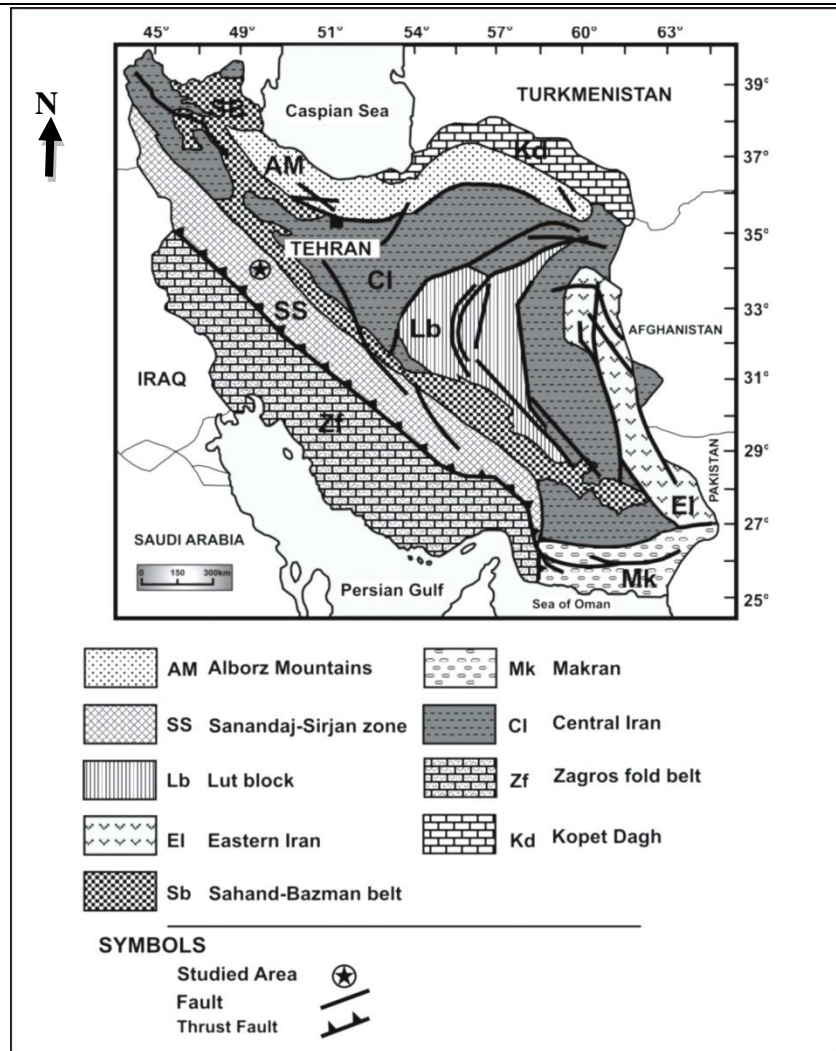 45° 49° 51° 54° 57° 60° 63°
39°
37°
35°
33°
31°
29°
27°
25°
N
SB
Caspian Sea
TURKMENISTAN
Kd
AM
TEHRAN
CI
SS
Lb
AFGHANISTAN
IRAQ
Zf
PAKISTAN
EI
SAUDI ARABIA
0 150 300km
Persian Gulf
Mk
Sea of Oman
AM Alborz Mountains
Mk Makran
SS Sanandaj-Sirjan zone
CI Central Iran
Lb Lut block
Zf Zagros fold belt
EI Eastern Iran
Kd Kopet Dagh
Sb Sahand-Bazman belt
SYMBOLS
Studied Area
Fault
Thrust Fault